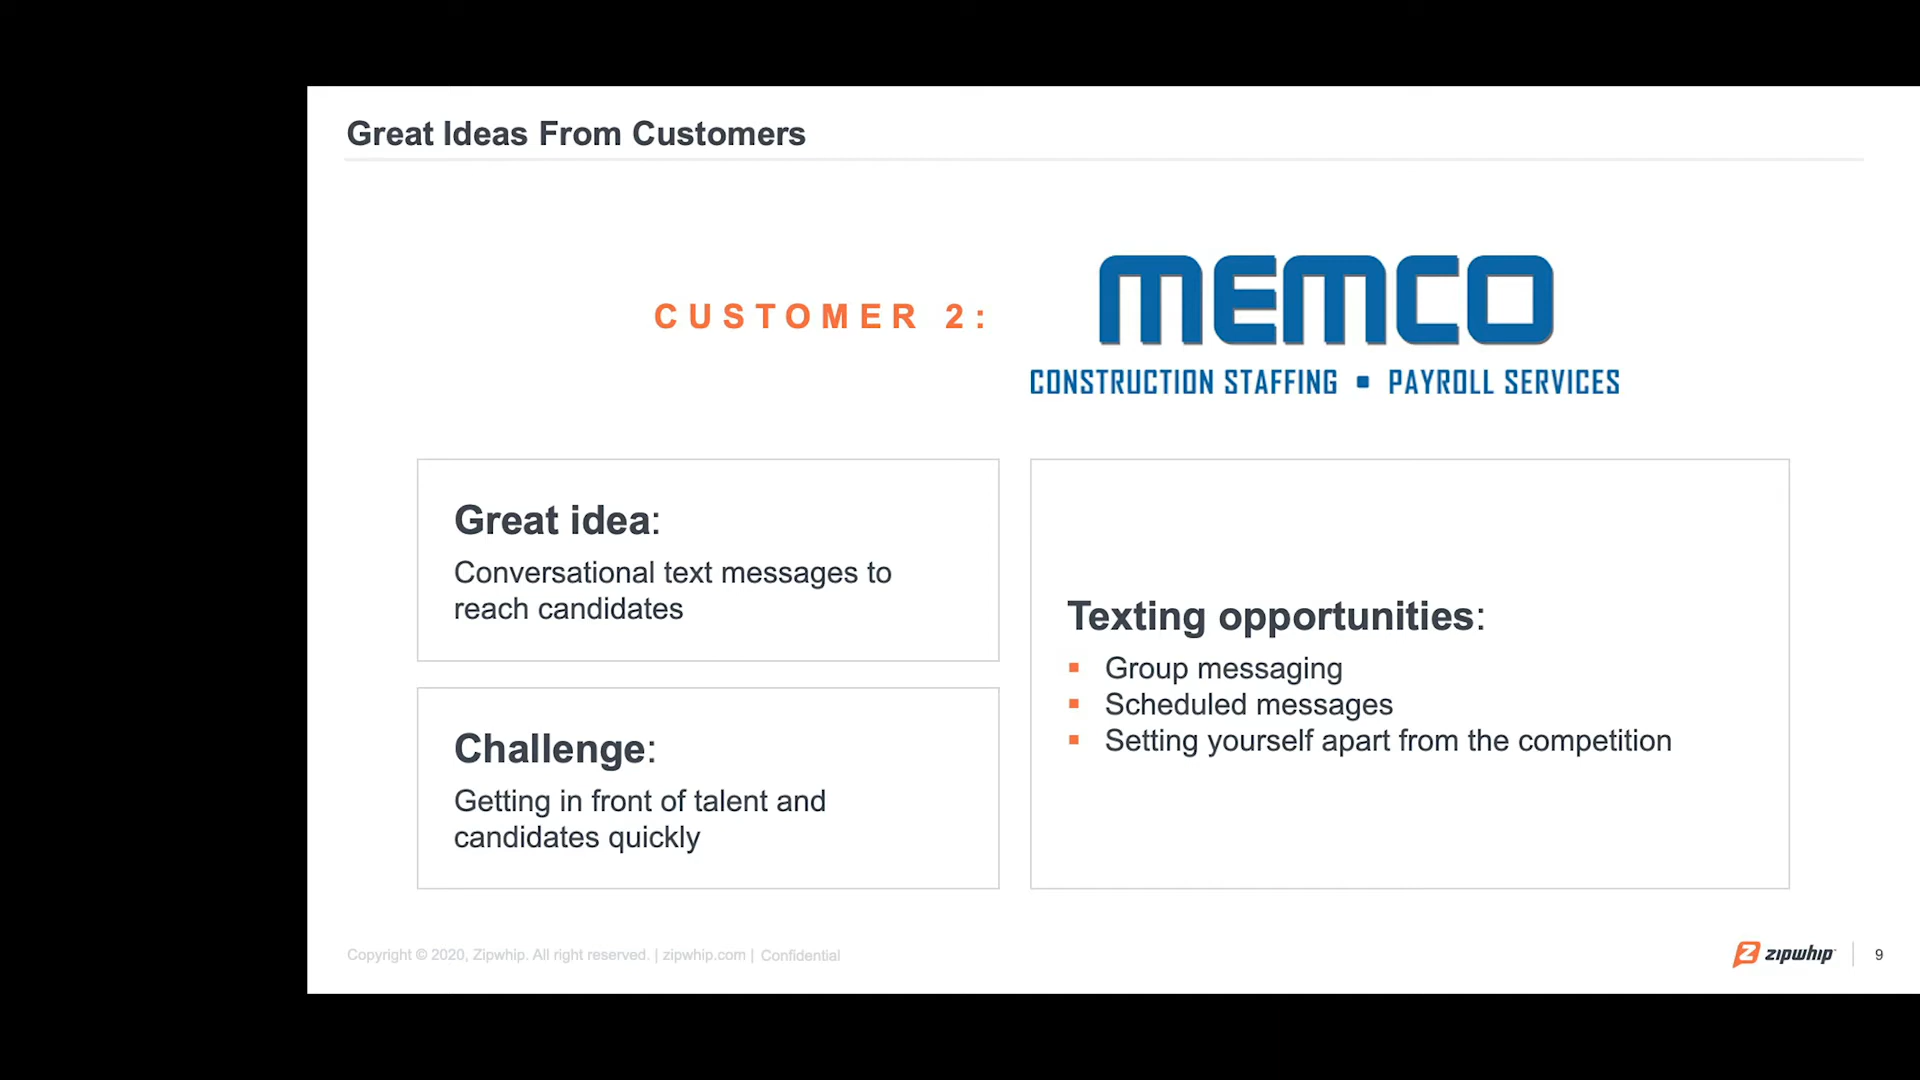 Great Ideas From Customers
CUSTOMER 2:
MEMCO
CONSTRUCTION STAFFING ▪ PAYROLL SERVICES
Great idea:
Conversational text messages to
reach candidates
Challenge:
Getting in front of talent and
candidates quickly
Texting opportunities:
▪ Group messaging
▪ Scheduled messages
▪ Setting yourself apart from the competition
Copyright © 2020, Zipwhip. All right reserved. | zipwhip.com | Confidential
zipwhip
9